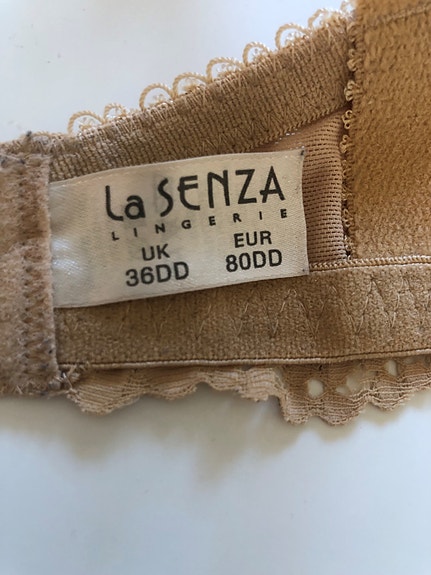 La SENZA
LINGERIE
UK EUR
36DD 80DD